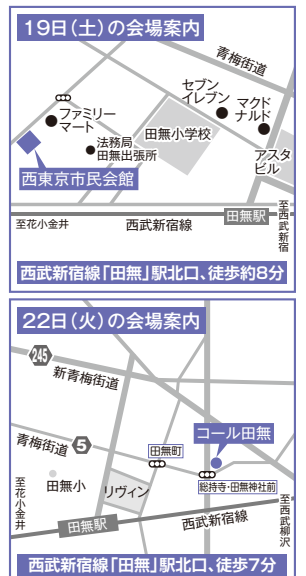 19日（土）の会場案内
青梅街道
セブン
イレブン
マクド
ナルド
ファミリー
マート
田無小学校
法務局
田無出張所
アスタ
ビル
西東京市民会館
田無駅
至花小金井
西武新宿線
至西武新宿
西武新宿線「田無」駅北口、徒歩約8分
22日（火）の会場案内
245
新青梅街道
青梅街道
5
コール田無
田無町
田無小
リヴィン
総持寺・田無神社前
至花小金井
田無駅
西武新宿線
至西武柳沢
西武新宿線「田無」駅北口、徒歩7分